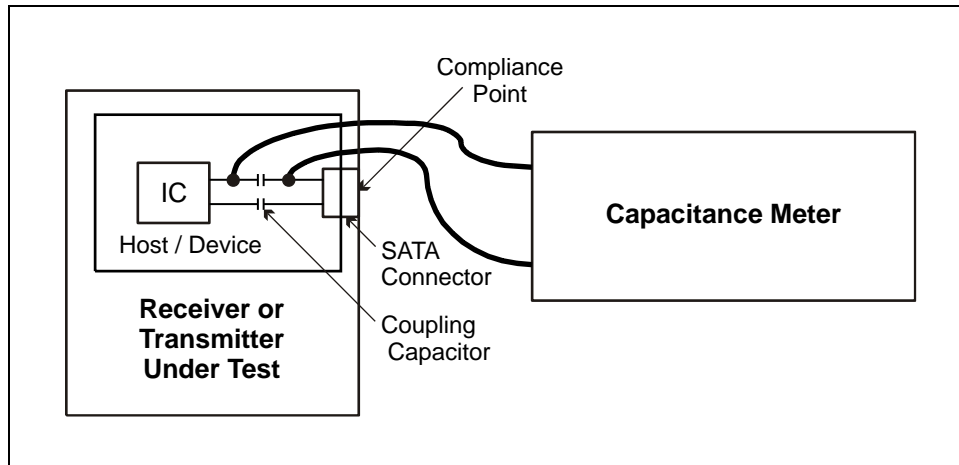 Compliance
Point
IC
Host / Device
SATA
Connector
Coupling
Capacitor
Receiver or
Transmitter
Under Test
Capacitance Meter